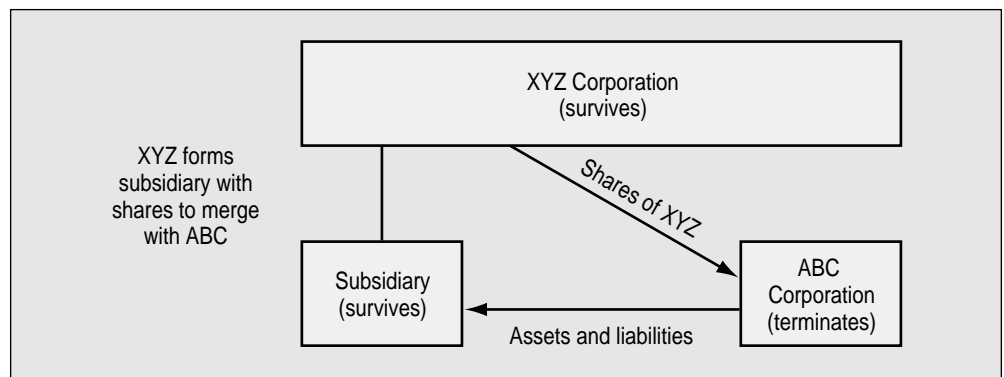 XYZ Corporation
(survives)
XYZ forms
subsidiary with
shares to merge
with ABC
Shares of XYZ
Subsidiary
(survives)
ABC
Corporation
(terminates)
Assets and liabilities